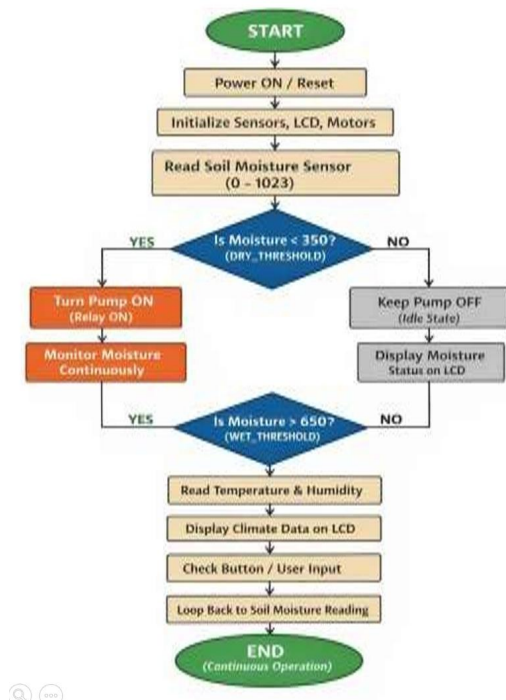 START
Power ON / Reset
Initialize Sensors, LCD, Motors
Read Soil Moisture Sensor
(0 - 1023)
Is Moisture < 350?
(DRY_THRESHOLD)
YES
NO
Turn Pump ON
(Relay ON)
Keep Pump OFF
(Idle State)
Monitor Moisture
Continuously
Display Moisture
Status on LCD
YES
Is Moisture > 650?
(WET_THRESHOLD)
NO
Read Temperature & Humidity
Display Climate Data on LCD
Check Button / User Input
Loop Back to Soil Moisture Reading
END
(Continuous Operation)